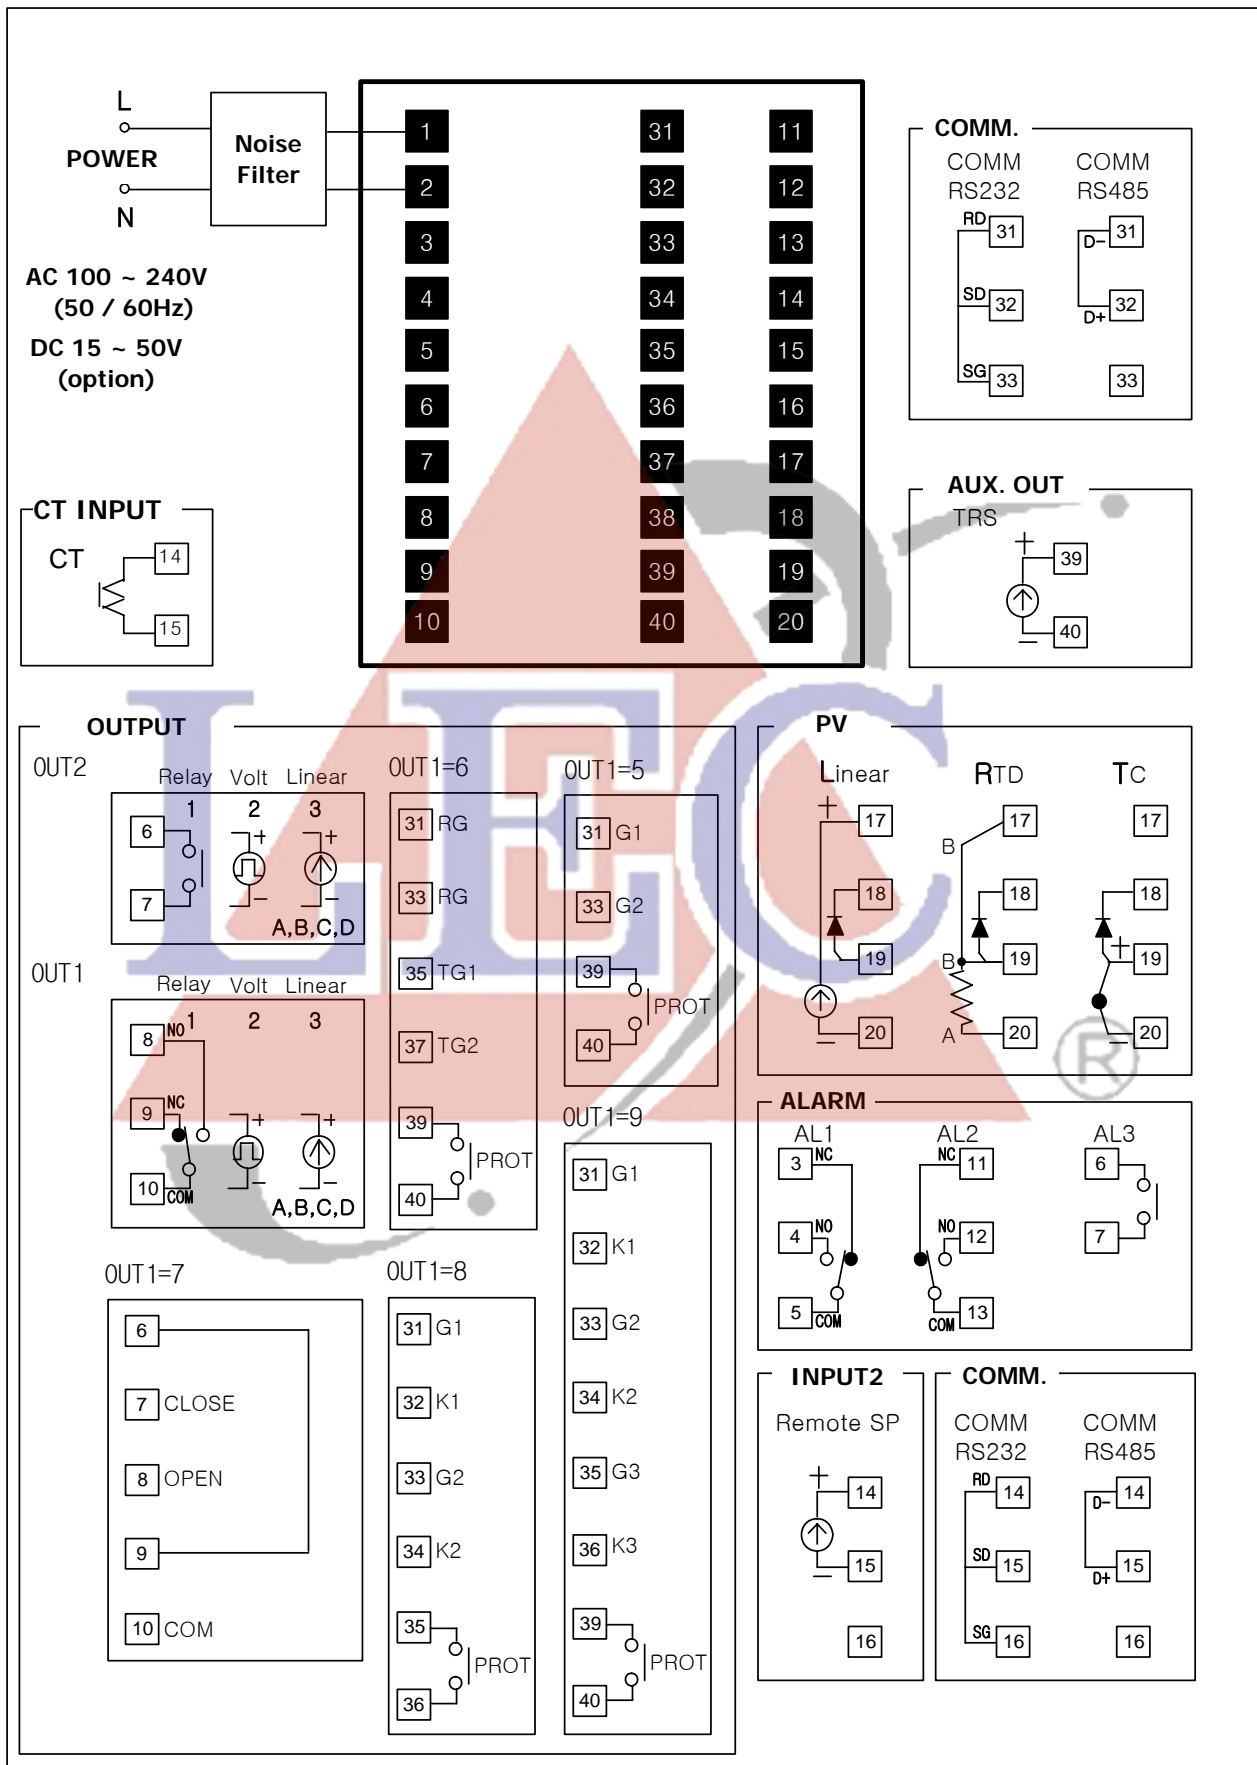 L
POWER
N
Noise
Filter
AC 100 ~ 240V
(50 / 60Hz)
DC 15 ~ 50V
(option)
1 31 11
2 32 12
3 33 13
4 34 14
5 35 15
6 36 16
7 37 17
8 38 18
9 39 19
10 40 20
COMM.
COMM COMM
RS232 RS485
RD 31 D- 31
SD 32 D+ 32
SG 33 33
CT INPUT
CT
14
15
AUX. OUT
TRS
+ 39
- 40
LEC
®
OUTPUT
OUT2
Relay Volt Linear
1 2 3
6 + +
7 - -
A,B,C,D
OUT1
Relay Volt Linear
1 2 3
8 NO
9 NC + +
10 COM - -
A,B,C,D
OUT1=6
31 RG
33 RG
35 TG1
37 TG2
39
PROT
40
OUT1=5
31 G1
33 G2
39
PROT
40
OUT1=7
6
7 CLOSE
8 OPEN
9
10 COM
OUT1=8
31 G1
32 K1
33 G2
34 K2
35
PROT
36
OUT1=9
31 G1
32 K1
33 G2
34 K2
35 G3
36 K3
39
PROT
40
PV
Linear RTD TC
+ 17 B 17 17
18 18 18
19 B 19 + 19
- 20 A 20 - 20
ALARM
AL1 AL2 AL3
3 NC NC 11 6
4 NO NO 12 7
5 COM COM 13
INPUT2
Remote SP
+ 14
- 15
16
COMM.
COMM COMM
RS232 RS485
RD 14 D- 14
SD 15 D+ 15
SG 16 16